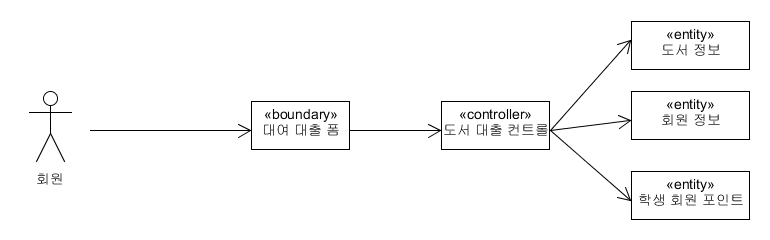 회원
«boundary»
대여 대출 폼
«controller»
도서 대출 컨트롤
«entity»
도서 정보
«entity»
회원 정보
«entity»
학생 회원 포인트